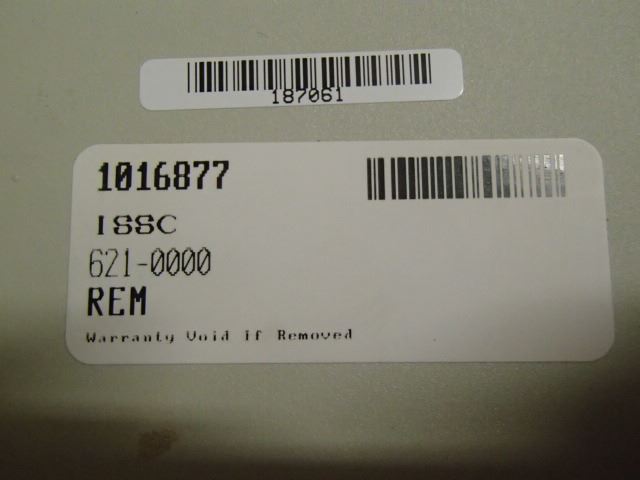 187061
1016877
ISSC
621-0000
REM
Warranty Void if Removed